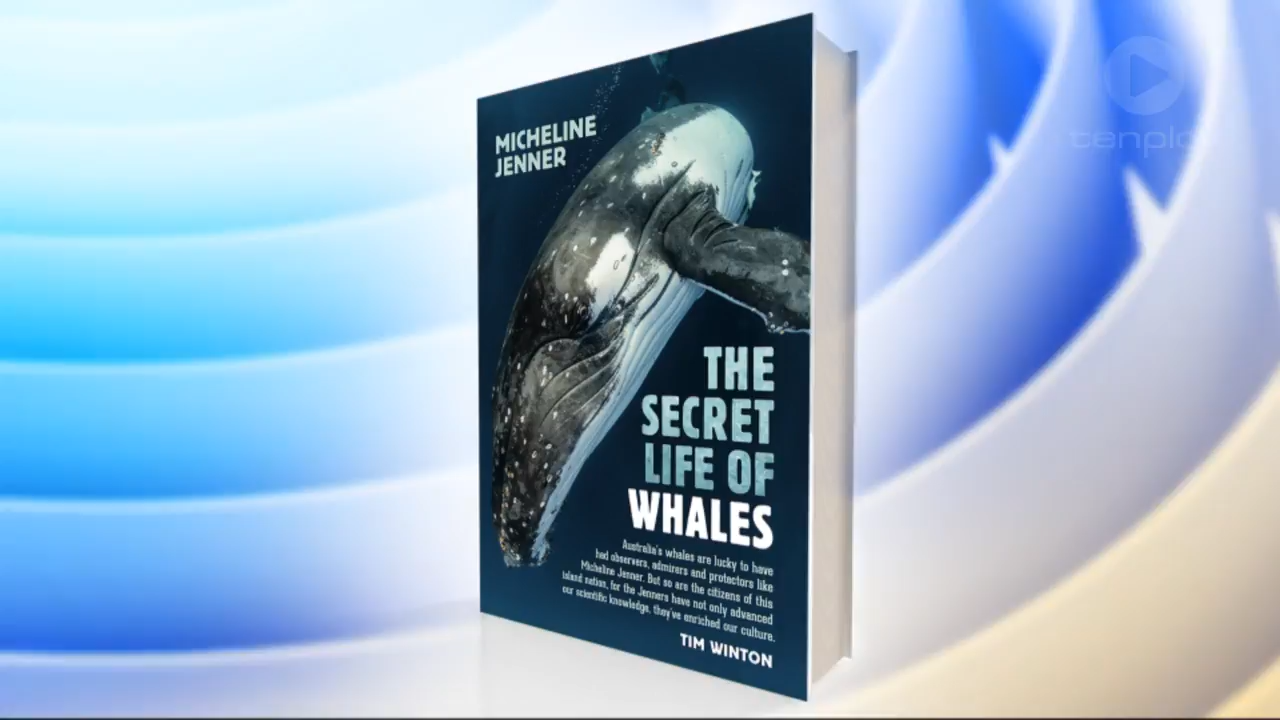 MICHELINE
JENNER
THE
SECRET
LIFE OF
WHALES
Australia's whales are lucky to have
had observers, admirers and protectors like
Micheline Jenner. But so are the citizens of this
island nation, for the Jenners have not only advanced
our scientific knowledge, they've enriched our culture.
TIM WINTON